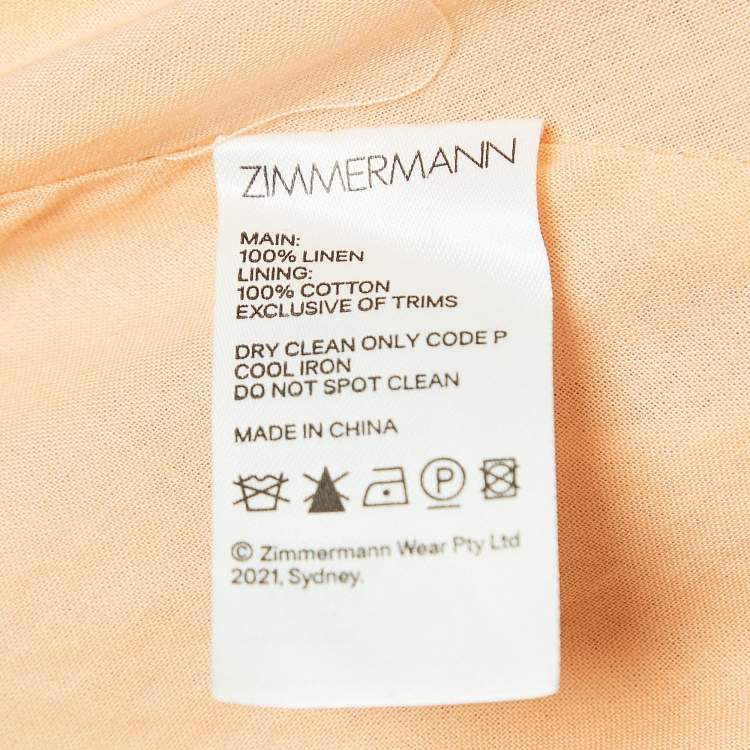 ZIMMERMANN
MAIN:
100% LINEN
LINING:
100% COTTON
EXCLUSIVE OF TRIMS
DRY CLEAN ONLY CODE P
COOL IRON
DO NOT SPOT CLEAN
MADE IN CHINA
P
© Zimmermann Wear Pty Ltd
2021, Sydney.